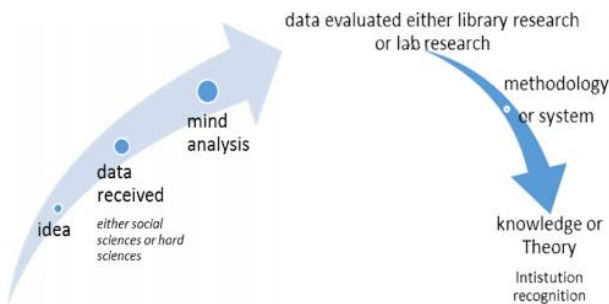 idea
data
received
either social
sciences or hard
sciences
mind
analysis
data evaluated either library research
or lab research
methodology
or system
knowledge or
Theory
Intistution
recognition